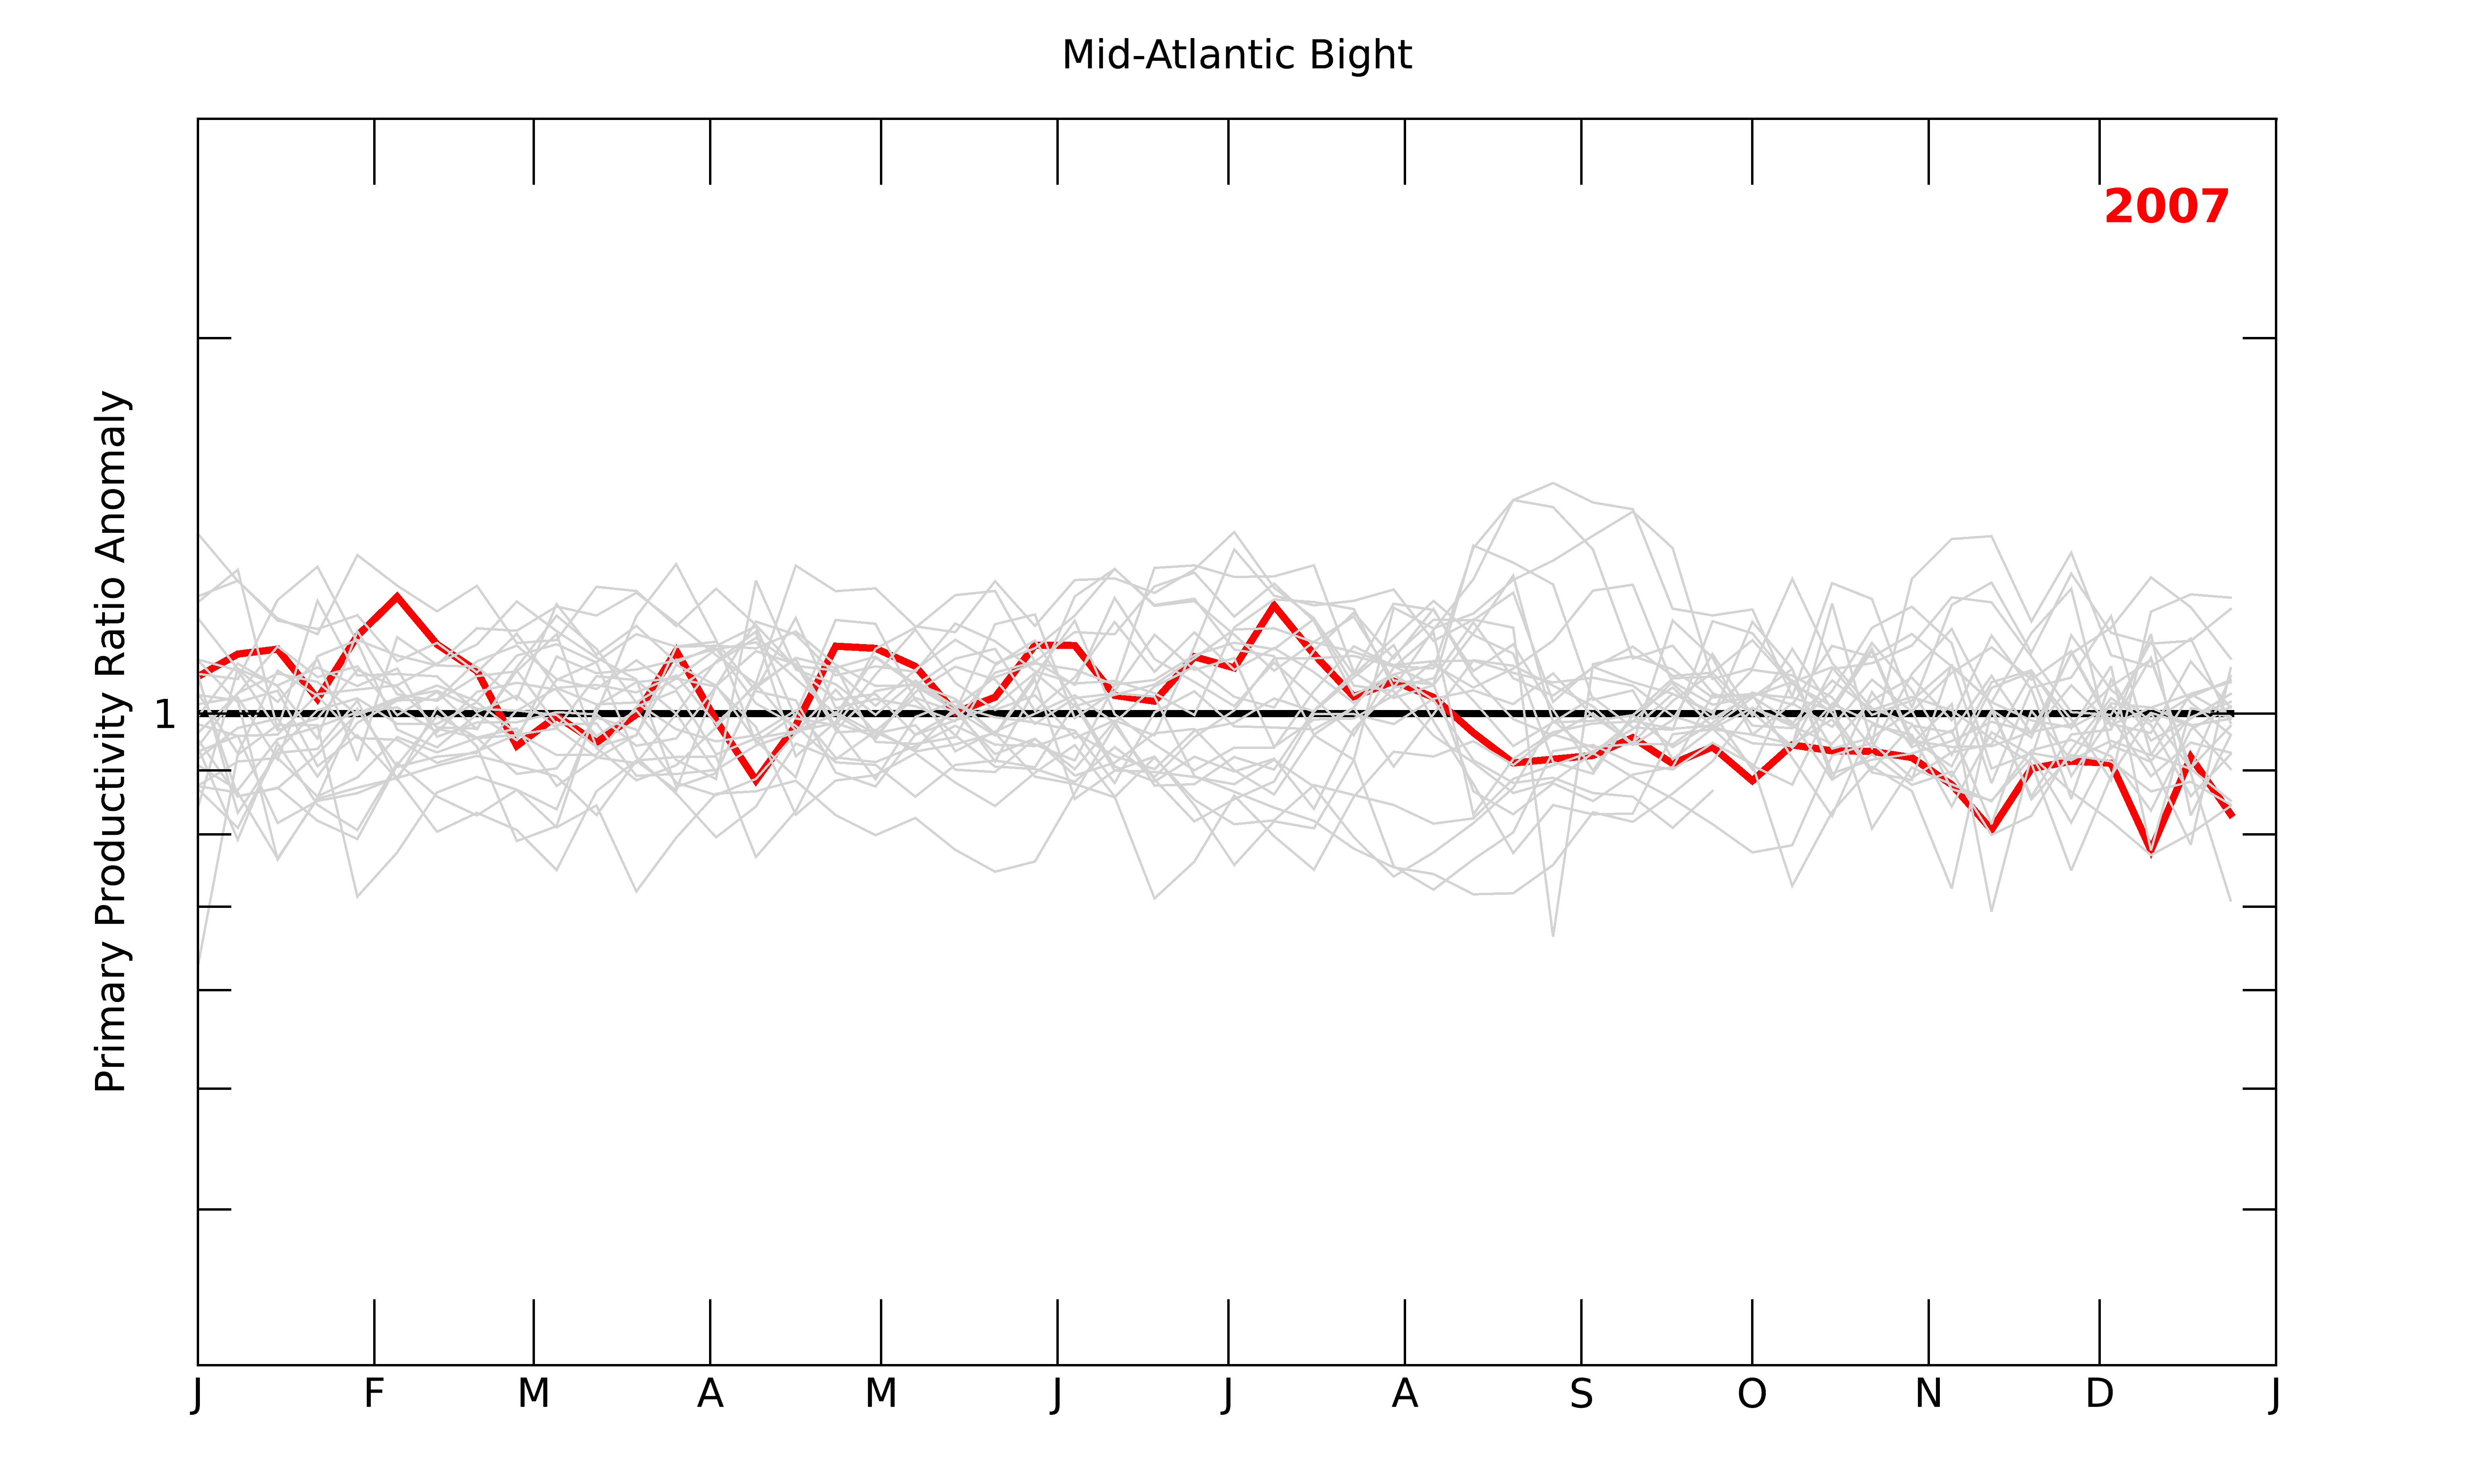 Mid-Atlantic Bight
2007
Primary Productivity Ratio Anomaly
1
J F M A M J J A S O N D J